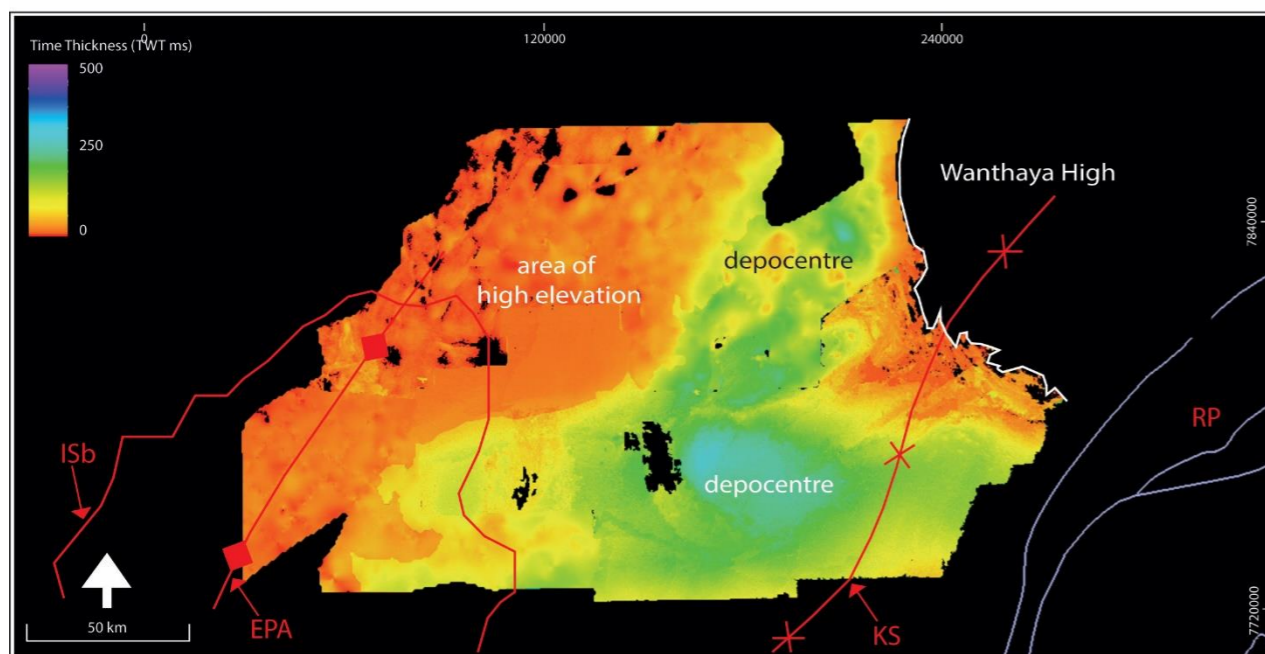 0
120000
240000
Time Thickness (TWT ms)
500
250
0
Wanthaya High
7840000
area of
high elevation
depocentre
RP
ISb
depocentre
50 km
EPA
KS
7720000